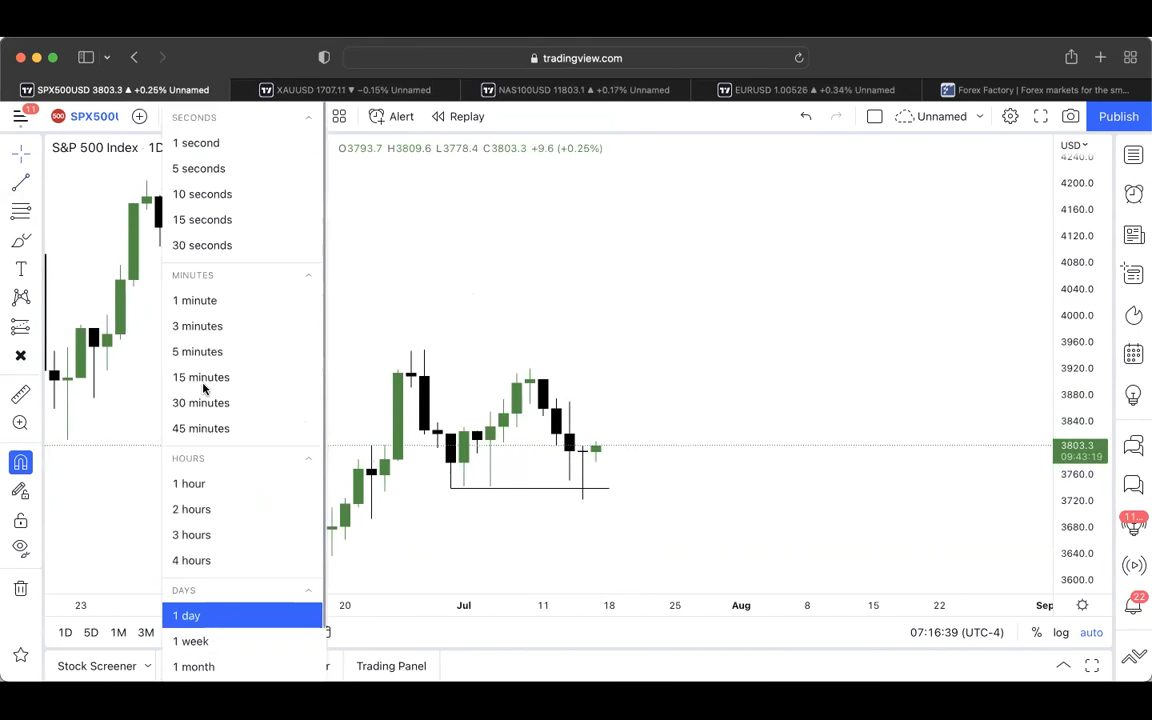 tradingview.com
SPX500USD 3803.3 ▲ +0.25% Unnamed
XAUUSD 1707.11 ▼ −0.15% Unnamed
NAS100USD 11803.1 ▲ +0.17% Unnamed
EURUSD 1.00526 ▲ +0.34% Unnamed
Forex Factory | Forex markets for the sm...
11
500
SPX500U
Alert
Replay
Unnamed
Publish
S&P 500 Index · 1D
O3793.7 H3809.6 L3778.4 C3803.3 +9.6 (+0.25%)
SECONDS
1 second
5 seconds
10 seconds
15 seconds
30 seconds
MINUTES
1 minute
3 minutes
5 minutes
15 minutes
30 minutes
45 minutes
HOURS
1 hour
2 hours
3 hours
4 hours
DAYS
1 day
1 week
1 month
USD
4240.0
4200.0
4160.0
4120.0
4080.0
4040.0
4000.0
3960.0
3920.0
3880.0
3840.0
3803.3
09:43:19
3760.0
3720.0
3680.0
3640.0
3600.0
11...
22
23 20 Jul 11 18 25 Aug 8 15 22 Sep
1D 5D 1M 3M
07:16:39 (UTC-4) % log auto
Stock Screener
r
Trading Panel